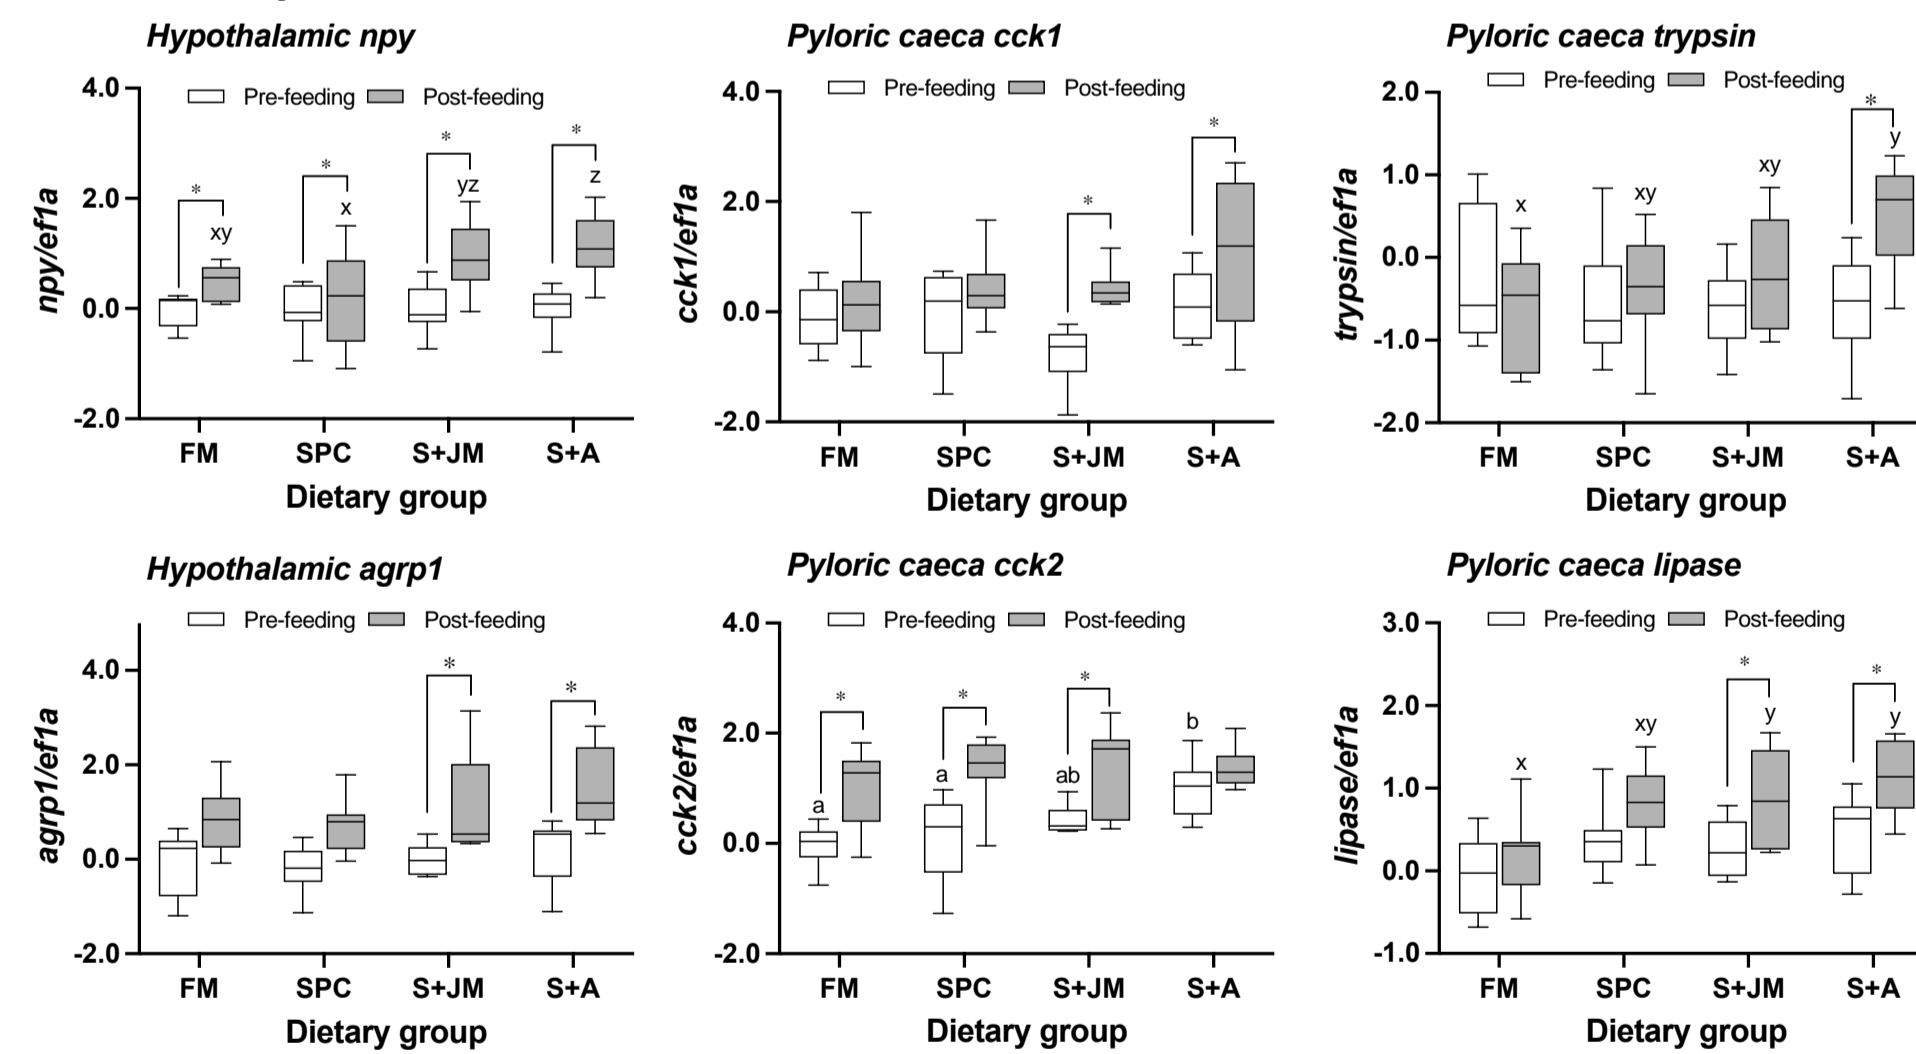 Hypothalamic npy
Pre-feeding Post-feeding
4.0
2.0
0.0
-2.0
npy/ef1a
* * * *
xy x yz z
FM SPC S+JM S+A
Dietary group
Pyloric caeca cck1
Pre-feeding Post-feeding
4.0
2.0
0.0
-2.0
cck1/ef1a
* *
FM SPC S+JM S+A
Dietary group
Pyloric caeca trypsin
Pre-feeding Post-feeding
2.0
1.0
0.0
-1.0
-2.0
trypsin/ef1a
*
x xy xy y
FM SPC S+JM S+A
Dietary group
Hypothalamic agrp1
Pre-feeding Post-feeding
4.0
2.0
0.0
-2.0
agrp1/ef1a
* *
FM SPC S+JM S+A
Dietary group
Pyloric caeca cck2
Pre-feeding Post-feeding
4.0
2.0
0.0
-2.0
cck2/ef1a
* * *
a a ab b
FM SPC S+JM S+A
Dietary group
Pyloric caeca lipase
Pre-feeding Post-feeding
3.0
2.0
1.0
0.0
-1.0
lipase/ef1a
* *
x xy y y
FM SPC S+JM S+A
Dietary group